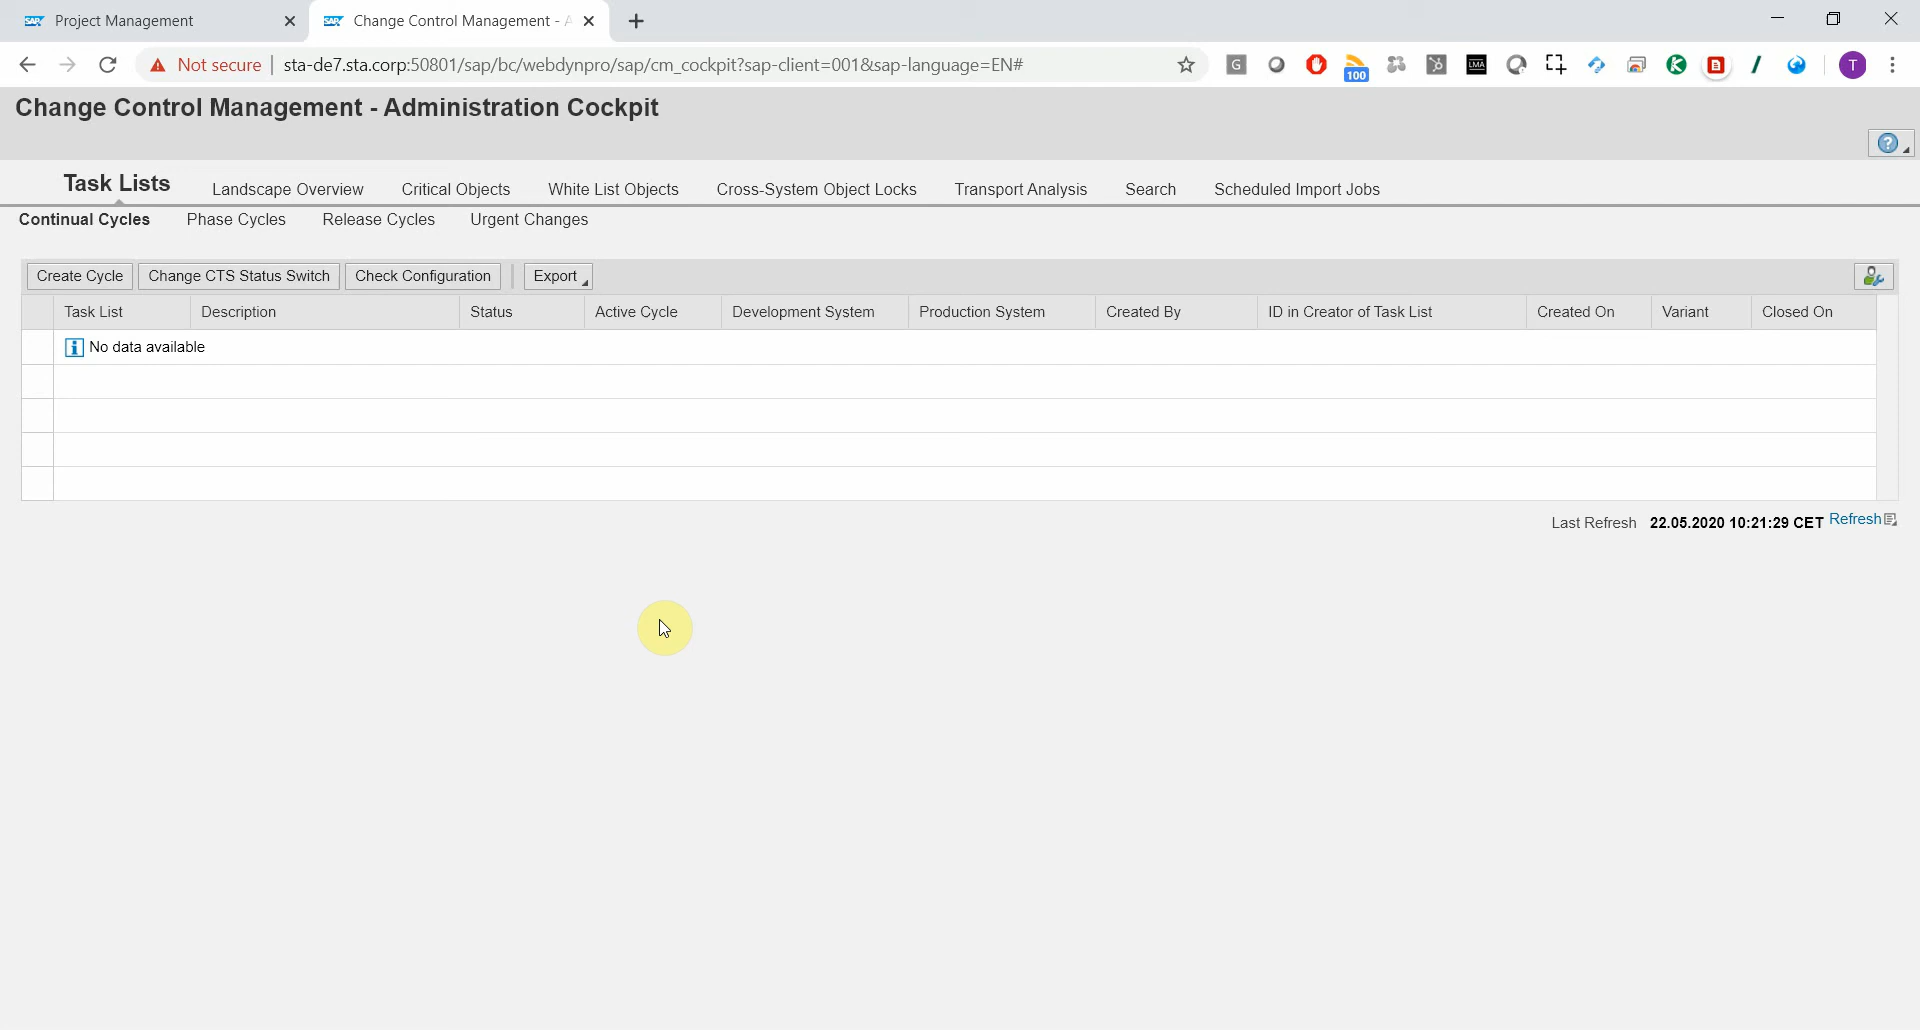 Project Management
Change Control Management - A
Not secure | sta-de7.sta.corp:50801/sap/bc/webdynpro/sap/cm_cockpit?sap-client=001&sap-language=EN#
G
100
LMA
T
Change Control Management - Administration Cockpit
Task Lists Landscape Overview Critical Objects White List Objects Cross-System Object Locks Transport Analysis Search Scheduled Import Jobs
Continual Cycles Phase Cycles Release Cycles Urgent Changes
Create Cycle Change CTS Status Switch Check Configuration Export
Task List Description Status Active Cycle Development System Production System Created By ID in Creator of Task List Created On Variant Closed On
No data available
Last Refresh 22.05.2020 10:21:29 CET Refresh